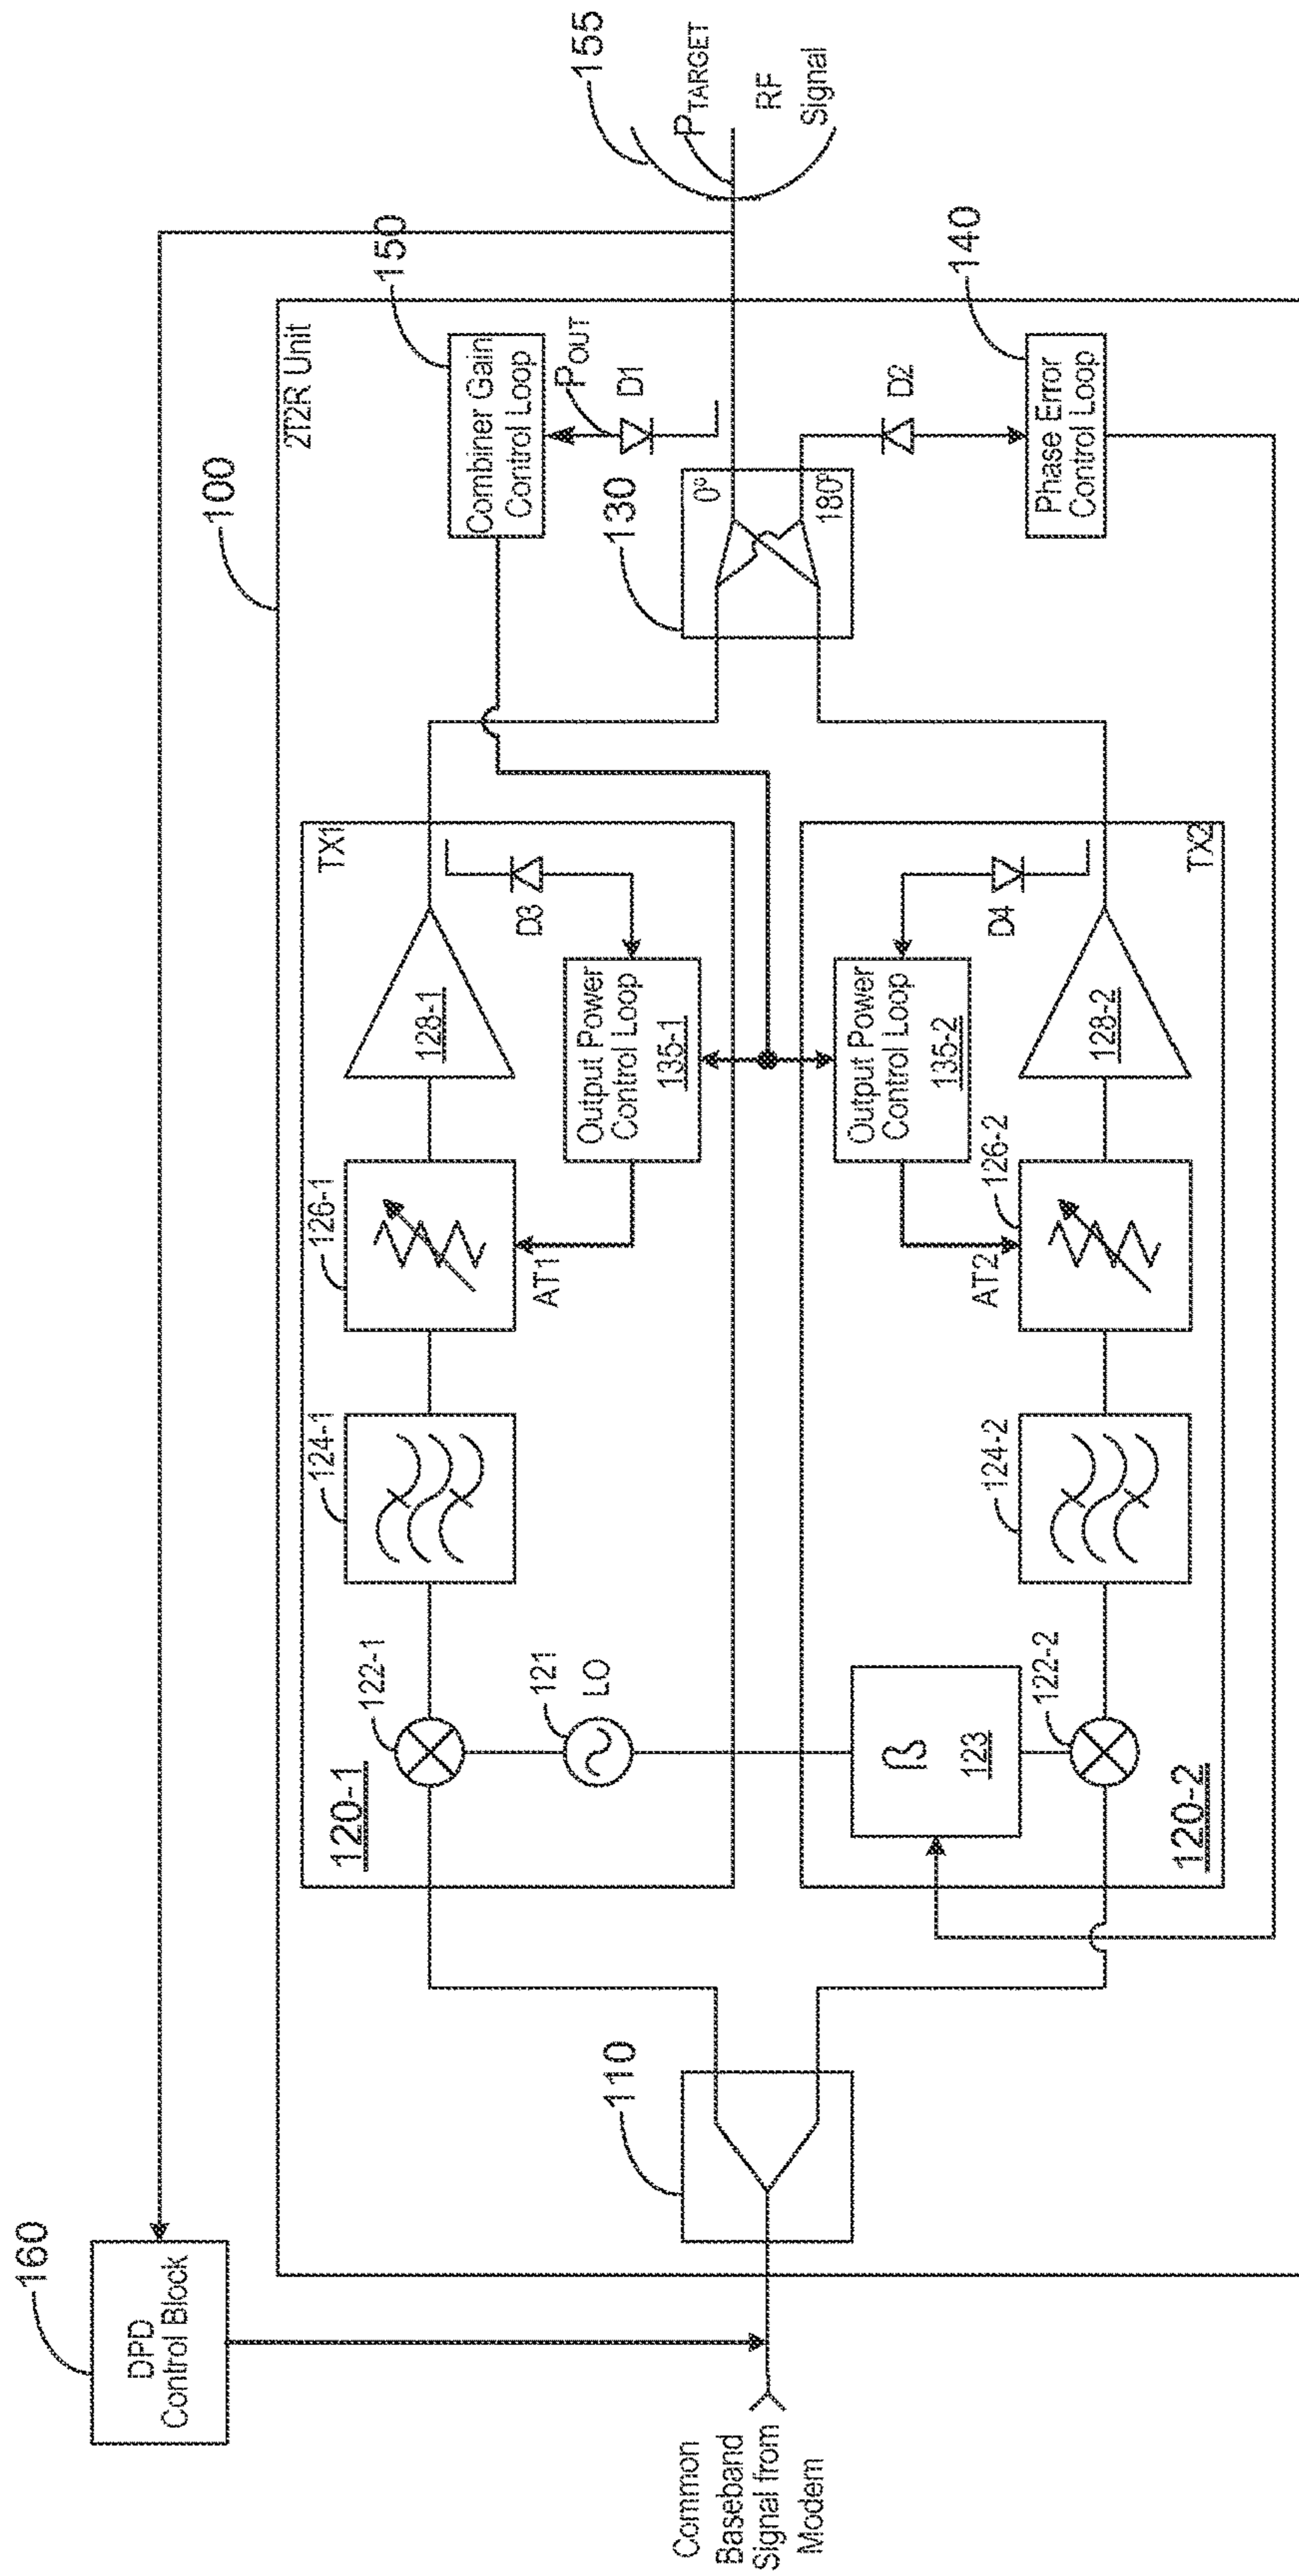 160
DPD
Control Block
100
2T2R Unit
155
PTARGET
RF
Signal
150
Combiner Gain
Control Loop
POUT
D1
130
0°
180°
D2
140
Phase Error
Control Loop
TX1
120-1
122-1
121
LO
124-1
126-1
AT1
128-1
D3
Output Power
Control Loop
135-1
TX2
120-2
122-2
ß
123
124-2
126-2
AT2
128-2
D4
Output Power
Control Loop
135-2
110
Common
Baseband
Signal from
Modem